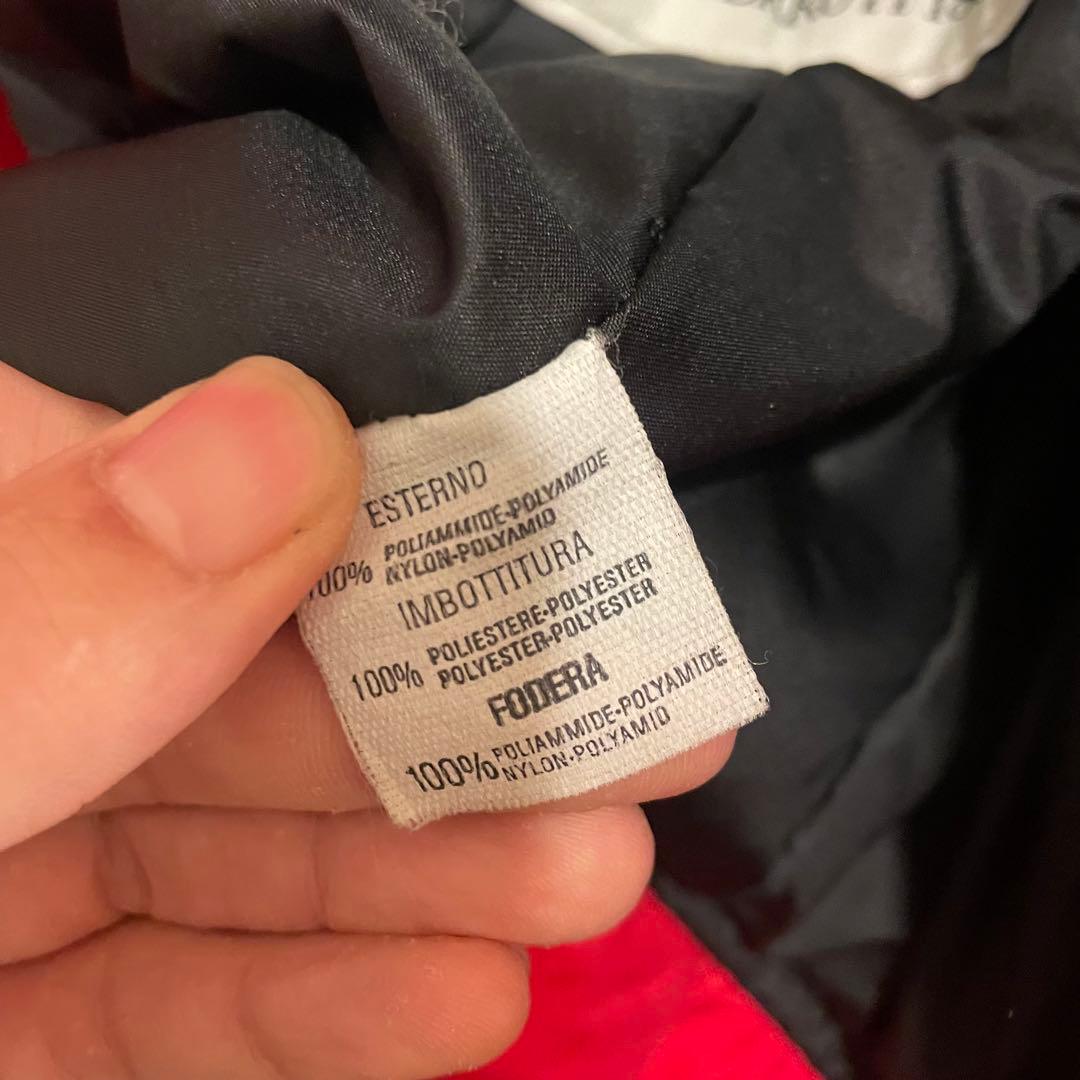 ESTERNO
100% POLIAMMIDE-POLYAMIDE
NYLON-POLYAMID
IMBOTTITURA
100% POLIESTERE-POLYESTER
POLYESTER-POLYESTER
FODERA
100% POLIAMMIDE-POLYAMIDE
NYLON-POLYAMID